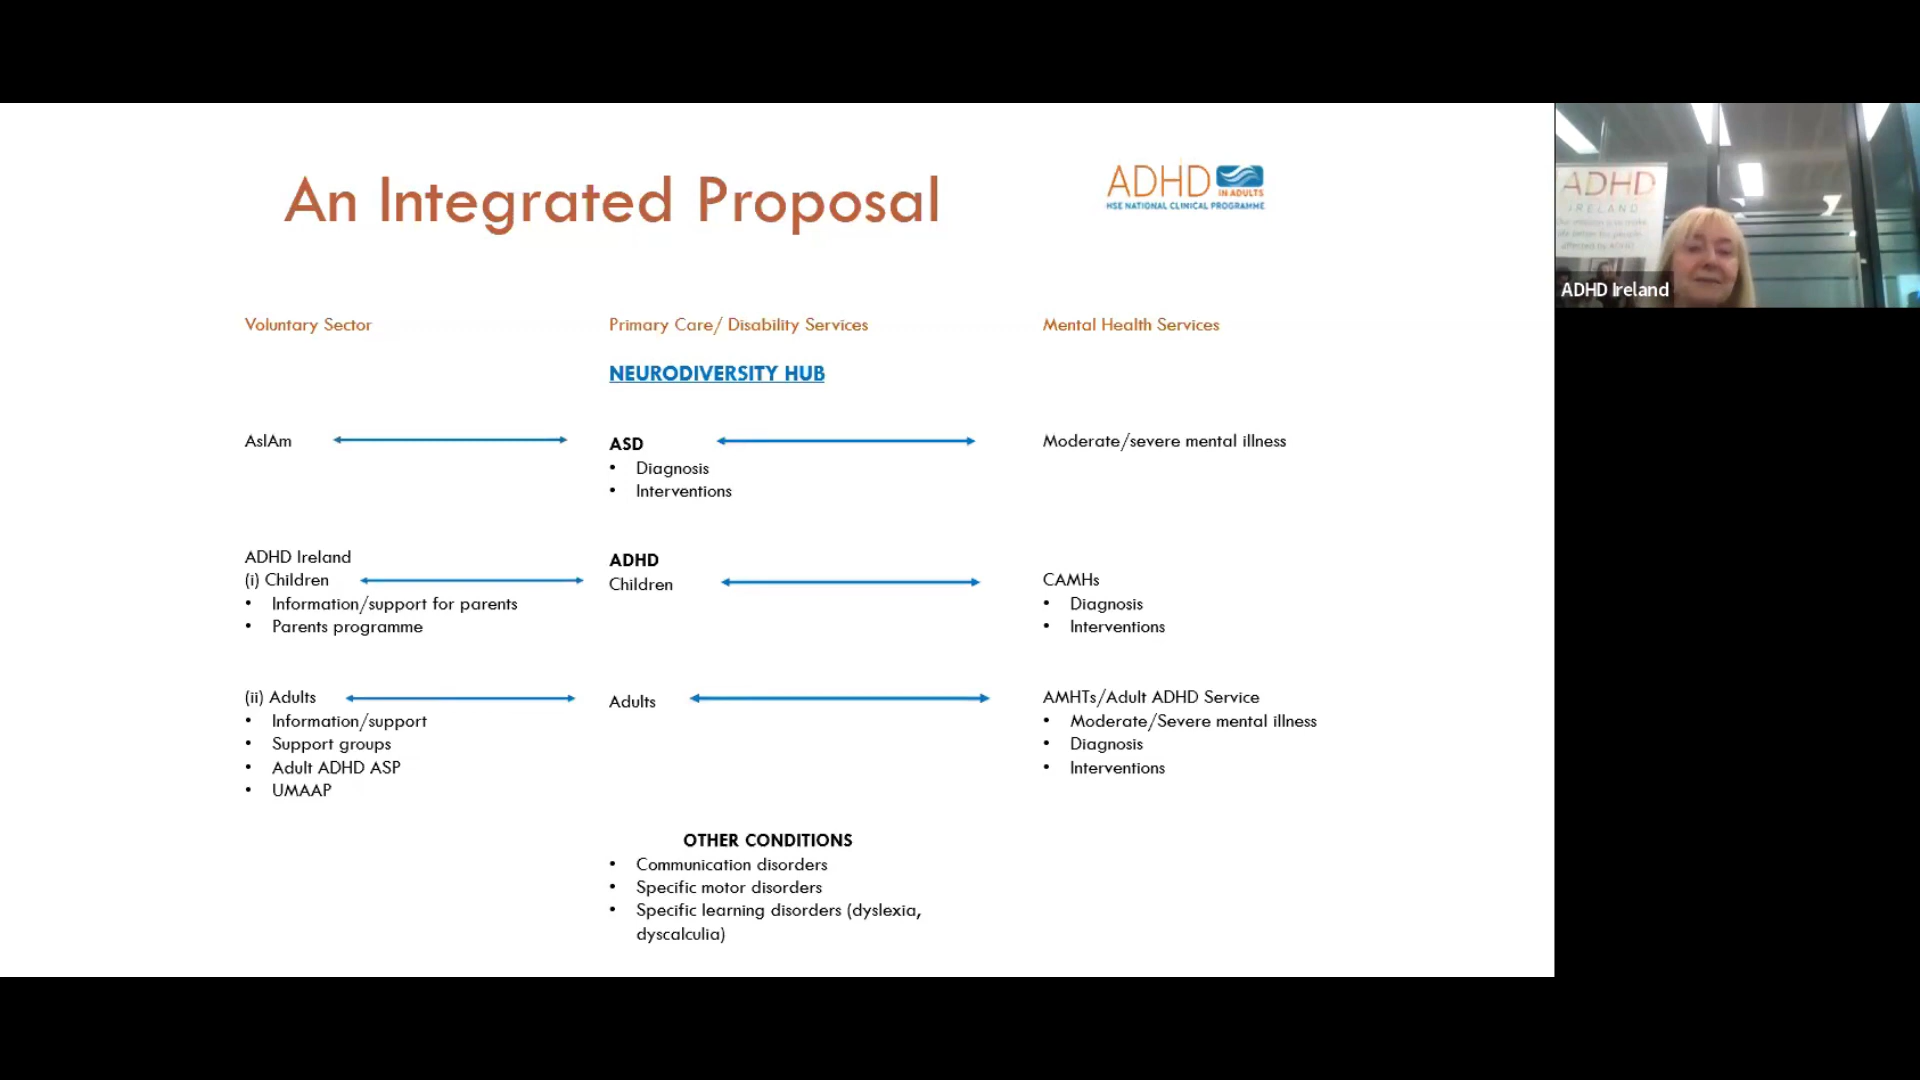 An Integrated Proposal
ADHD
IN ADULTS
HSE NATIONAL CLINICAL PROGRAMME
ADHD
IRELAND
ADHD Ireland
Voluntary Sector
Primary Care/ Disability Services
Mental Health Services
NEURODIVERSITY HUB
AsIAm
ASD
• Diagnosis
• Interventions
Moderate/severe mental illness
ADHD Ireland
(i) Children
• Information/support for parents
• Parents programme
ADHD
Children
CAMHs
• Diagnosis
• Interventions
(ii) Adults
• Information/support
• Support groups
• Adult ADHD ASP
• UMAAP
Adults
AMHTs/Adult ADHD Service
• Moderate/Severe mental illness
• Diagnosis
• Interventions
OTHER CONDITIONS
• Communication disorders
• Specific motor disorders
• Specific learning disorders (dyslexia,
dyscalculia)